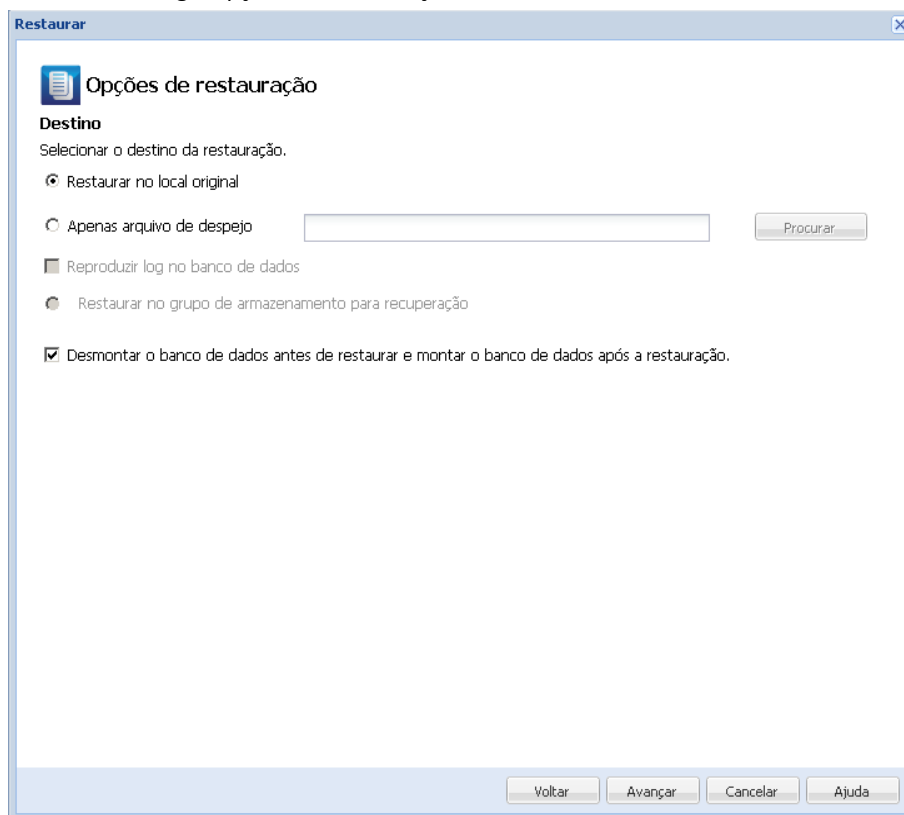 Restaurar
Opções de restauração
Destino
Selecionar o destino da restauração.
Restaurar no local original
Apenas arquivo de despejo
Procurar
Reproduzir log no banco de dados
Restaurar no grupo de armazenamento para recuperação
Desmontar o banco de dados antes de restaurar e montar o banco de dados após a restauração.
Voltar Avançar Cancelar Ajuda